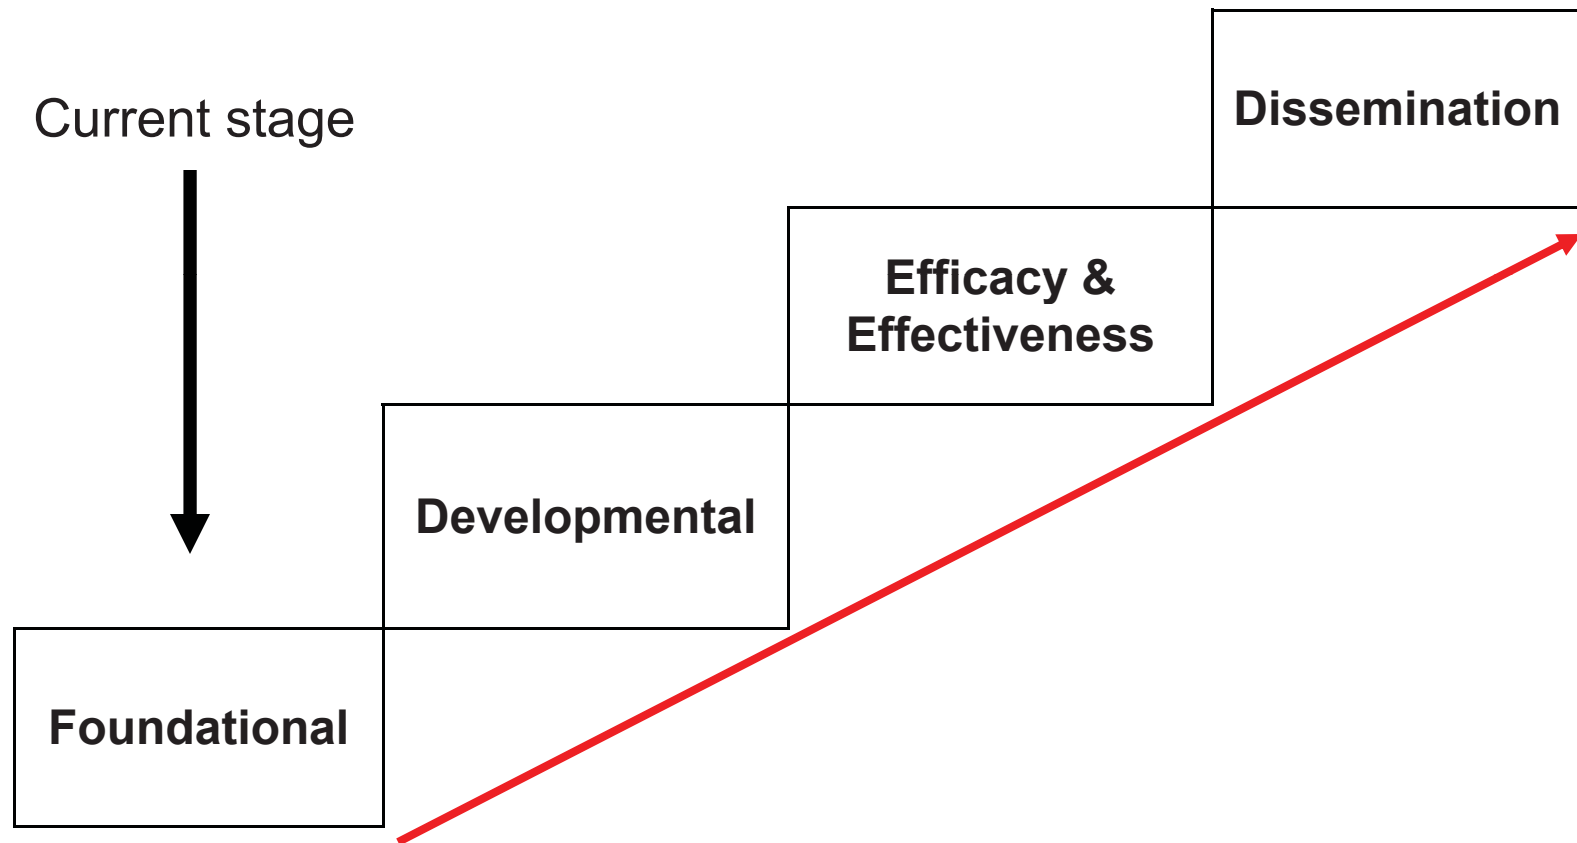 Current stage
Dissemination
Efficacy &
Effectiveness
Developmental
Foundational